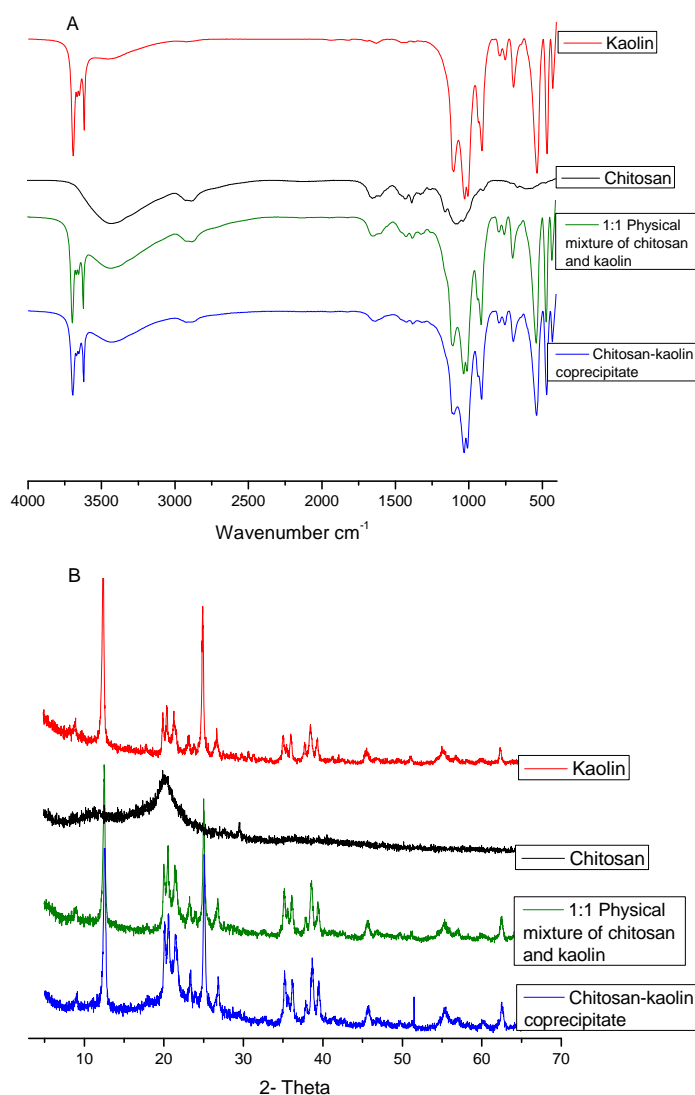 A
Kaolin
Chitosan
1:1 Physical
mixture of chitosan
and kaolin
Chitosan-kaolin
coprecipitate
4000 3500 3000 2500 2000 1500 1000 500
Wavenumber cm-1
B
Kaolin
Chitosan
1:1 Physical
mixture of chitosan
and kaolin
Chitosan-kaolin
coprecipitate
10 20 30 40 50 60 70
2- Theta